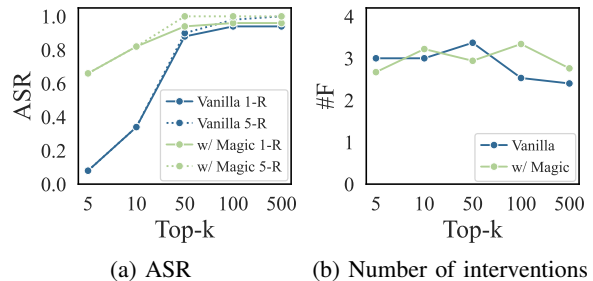 1.0
0.8
0.6
0.4
0.2
0.0
ASR
Vanilla 1-R
Vanilla 5-R
w/ Magic 1-R
w/ Magic 5-R
5 10 50 100 500
Top-k
(a) ASR
4
3
2
1
0
#F
Vanilla
w/ Magic
5 10 50 100 500
Top-k
(b) Number of interventions